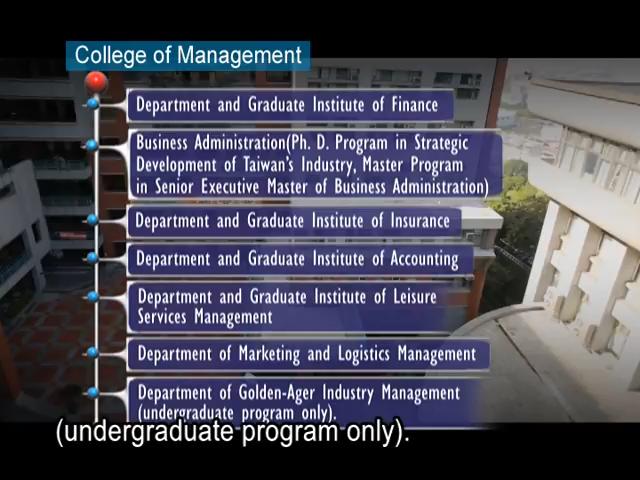 College of Management
Department and Graduate Institute of Finance
Business Administration(Ph. D. Program in Strategic
Development of Taiwan's Industry, Master Program
in Senior Executive Master of Business Administration)
Department and Graduate Institute of Insurance
Department and Graduate Institute of Accounting
Department and Graduate Institute of Leisure
Services Management
Department of Marketing and Logistics Management
Department of Golden-Ager Industry Management
(undergraduate program only).
(undergraduate program only).